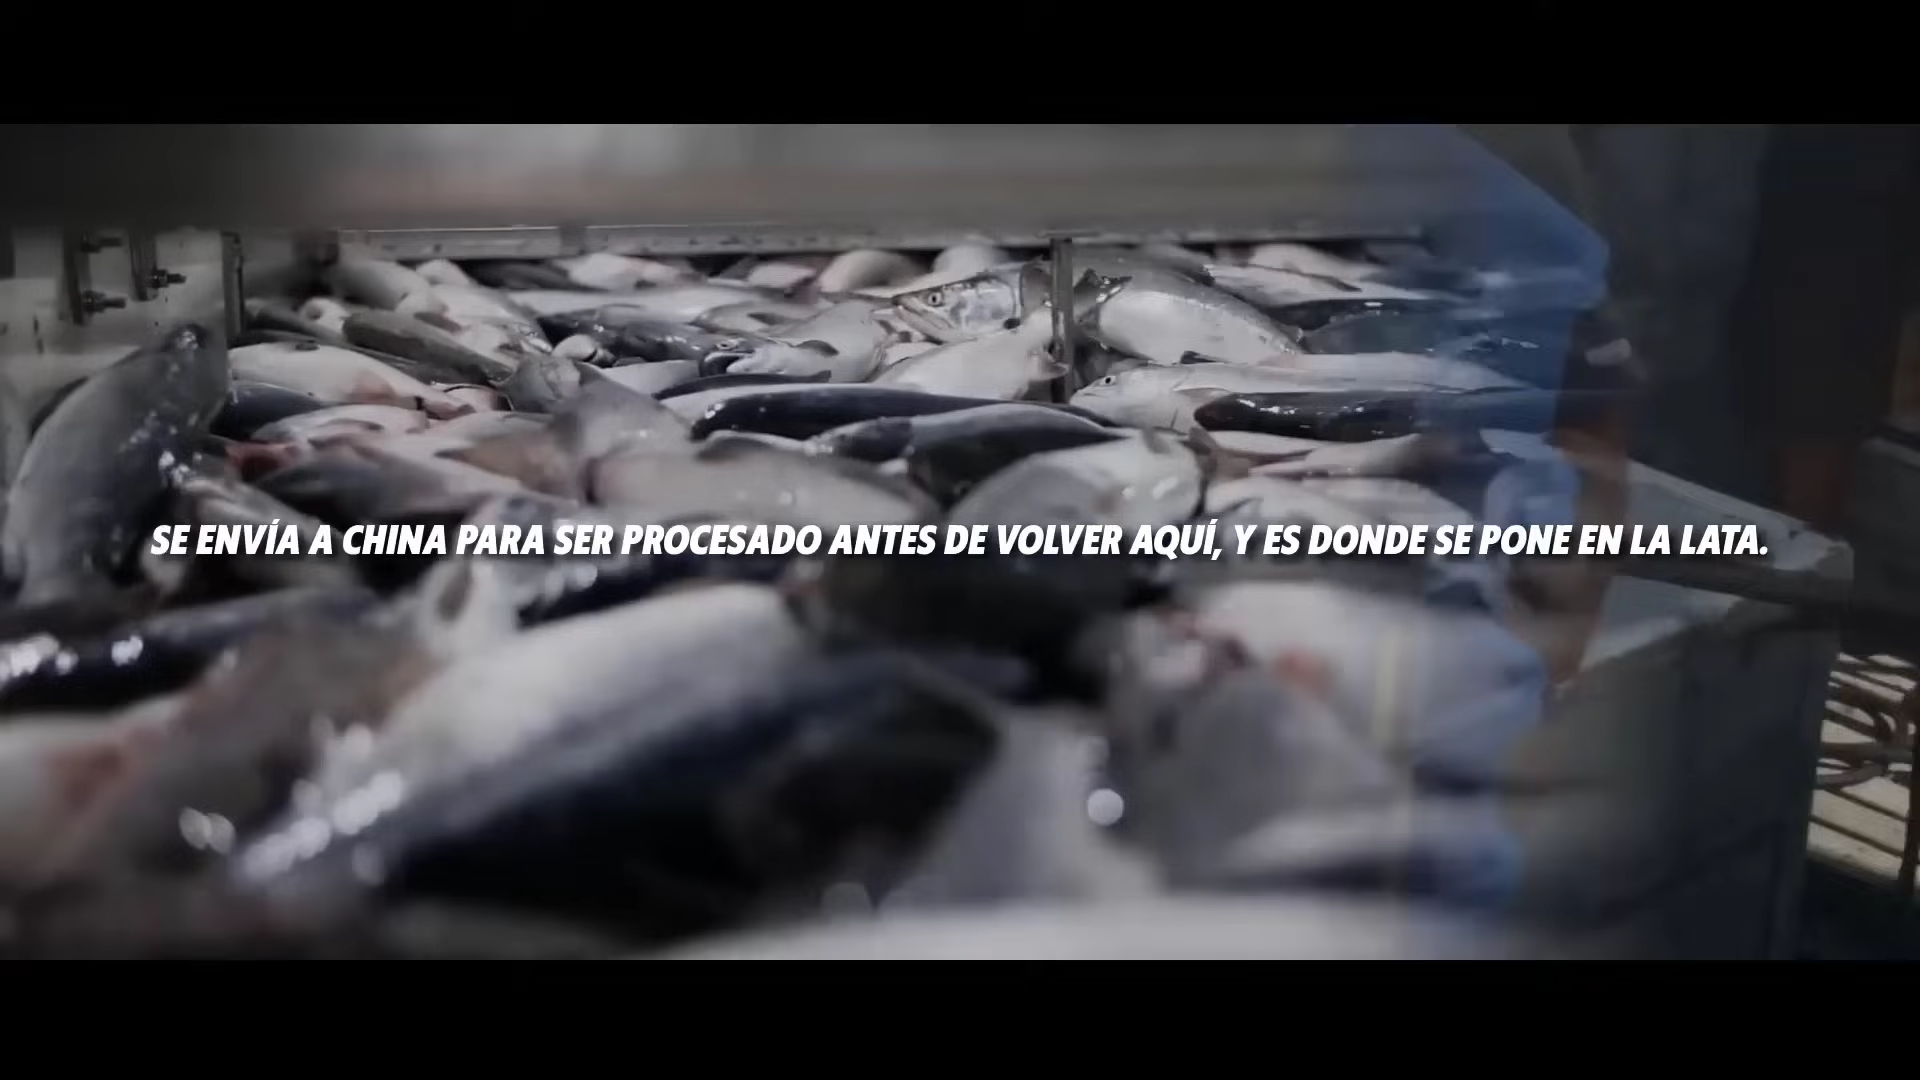 SE ENVÍA A CHINA PARA SER PROCESADO ANTES DE VOLVER AQUÍ, Y ES DONDE SE PONE EN LA LATA.